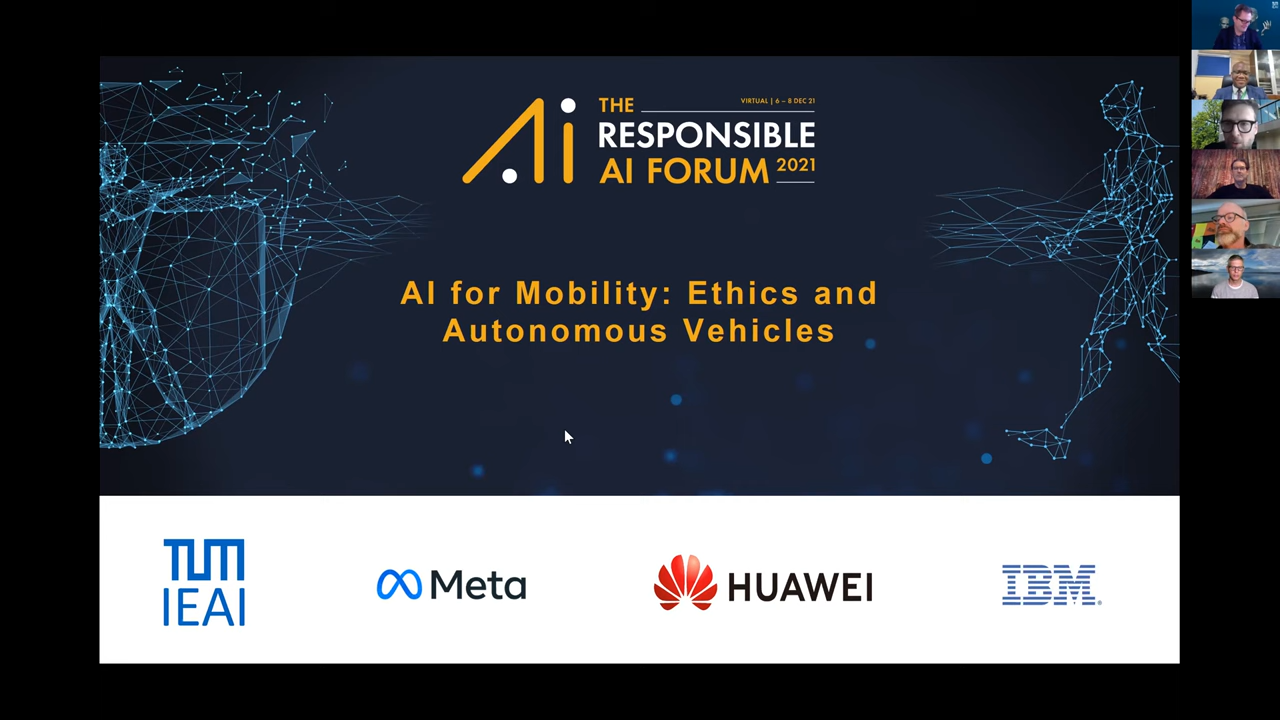 Ai
THE
VIRTUAL | 6 – 8 DEC 21
RESPONSIBLE
AI FORUM 2021
AI for Mobility: Ethics and
Autonomous Vehicles
TUM
IEAI
Meta
HUAWEI
IBM®